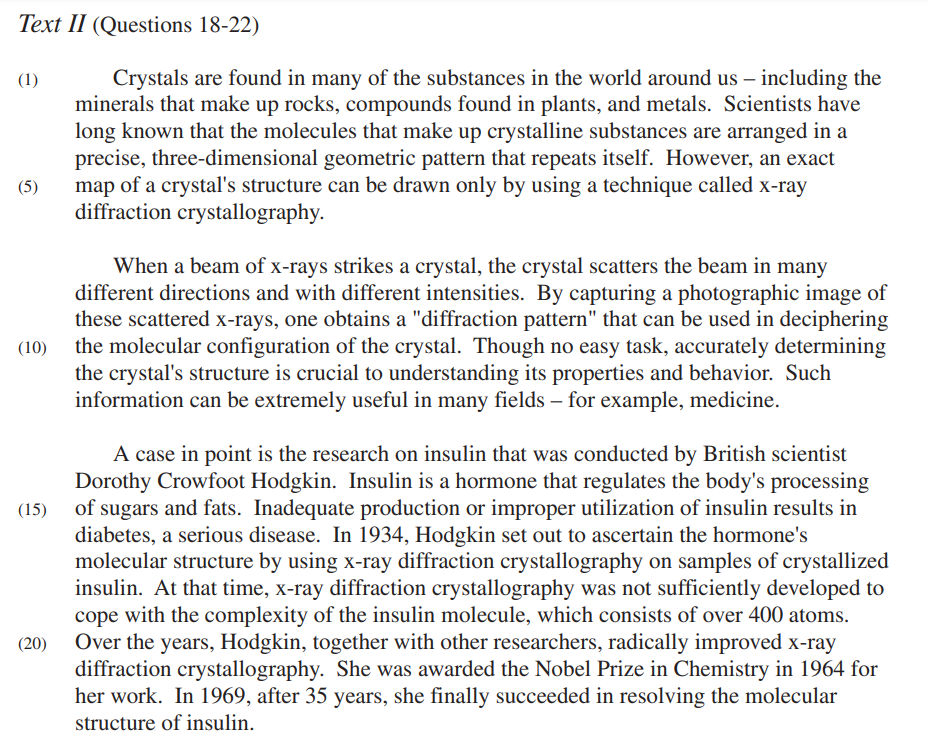 Text II (Questions 18-22)
(1) Crystals are found in many of the substances in the world around us – including the
minerals that make up rocks, compounds found in plants, and metals. Scientists have
long known that the molecules that make up crystalline substances are arranged in a
precise, three-dimensional geometric pattern that repeats itself. However, an exact
(5) map of a crystal's structure can be drawn only by using a technique called x-ray
diffraction crystallography.
When a beam of x-rays strikes a crystal, the crystal scatters the beam in many
different directions and with different intensities. By capturing a photographic image of
these scattered x-rays, one obtains a "diffraction pattern" that can be used in deciphering
(10) the molecular configuration of the crystal. Though no easy task, accurately determining
the crystal's structure is crucial to understanding its properties and behavior. Such
information can be extremely useful in many fields – for example, medicine.
A case in point is the research on insulin that was conducted by British scientist
Dorothy Crowfoot Hodgkin. Insulin is a hormone that regulates the body's processing
(15) of sugars and fats. Inadequate production or improper utilization of insulin results in
diabetes, a serious disease. In 1934, Hodgkin set out to ascertain the hormone's
molecular structure by using x-ray diffraction crystallography on samples of crystallized
insulin. At that time, x-ray diffraction crystallography was not sufficiently developed to
cope with the complexity of the insulin molecule, which consists of over 400 atoms.
(20) Over the years, Hodgkin, together with other researchers, radically improved x-ray
diffraction crystallography. She was awarded the Nobel Prize in Chemistry in 1964 for
her work. In 1969, after 35 years, she finally succeeded in resolving the molecular
structure of insulin.